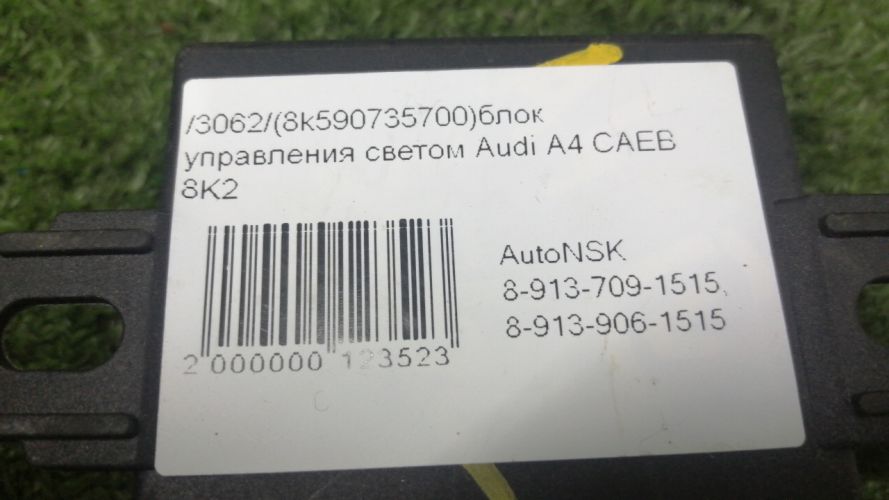 /3062/(8k590735700)блок
управления светом Audi A4 CAEB
8K2
AutoNSK
8-913-709-1515,
8-913-906-1515
2 000000 123523